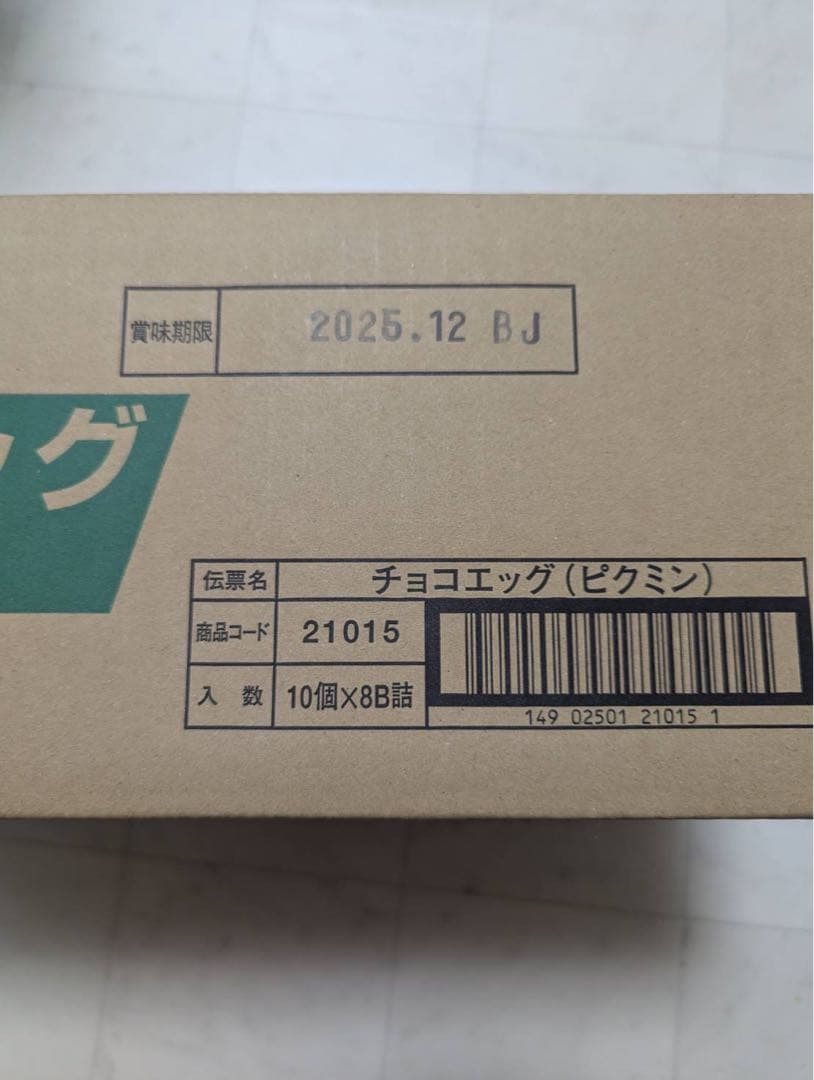 賞味期限 2025.12 BJ
ッグ
伝票名 チョコエッグ(ピクミン)
商品コード 21015
入数 10個×8B詰
149 02501 21015 1